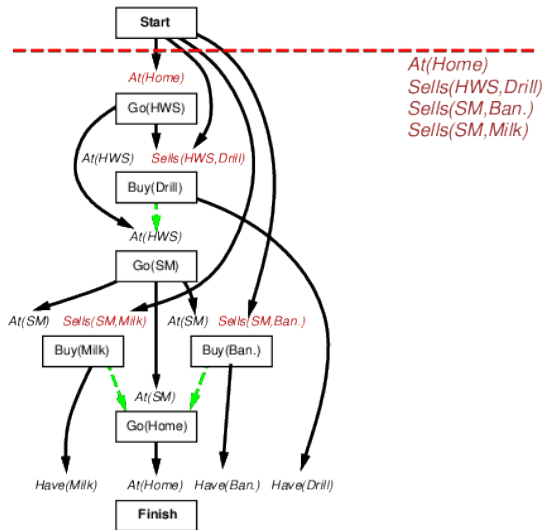 Start
At(Home)
Sells(HWS,Drill)
Sells(SM,Ban.)
Sells(SM,Milk)
At(Home)
Go(HWS)
At(HWS) Sells(HWS,Drill)
Buy(Drill)
At(HWS)
Go(SM)
At(SM) Sells(SM,Milk) At(SM) Sells(SM,Ban.)
Buy(Milk) Buy(Ban.)
At(SM)
Go(Home)
Have(Milk) At(Home) Have(Ban.) Have(Drill)
Finish